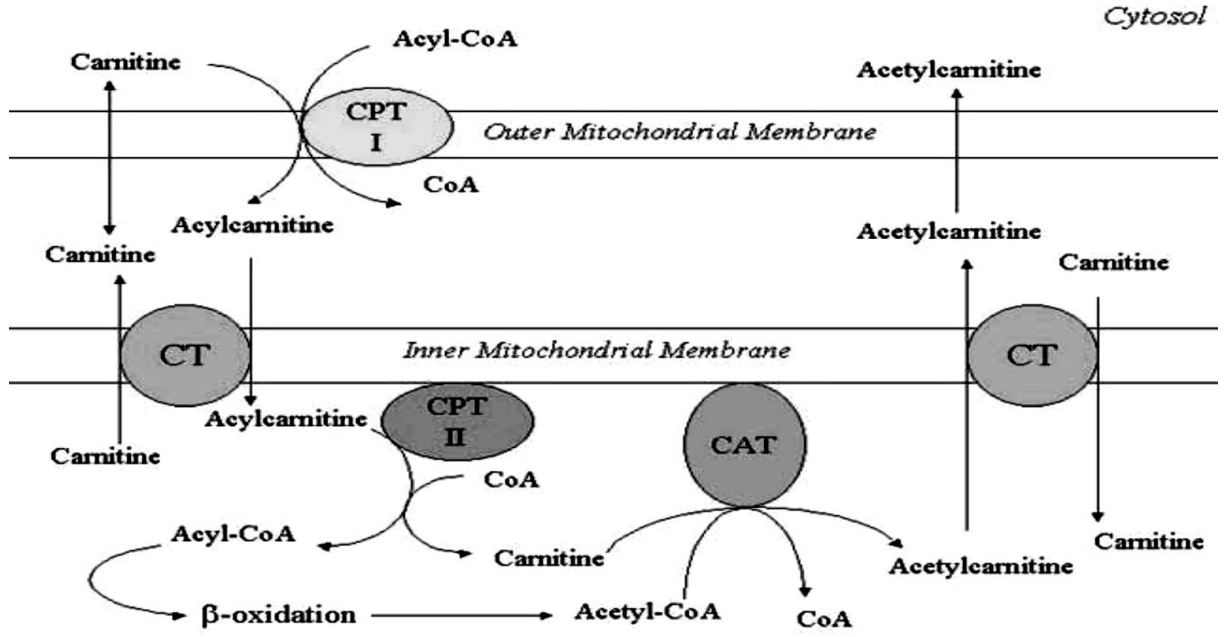 Cytosol
Carnitine
Acyl-CoA
Acetylcarnitine
CPT
I
Outer Mitochondrial Membrane
CoA
Acylcarnitine
Acetylcarnitine
Carnitine
Carnitine
CT
Inner Mitochondrial Membrane
CT
Acylcarnitine
CPT
II
CAT
Carnitine
CoA
Acyl-CoA
Carnitine
Acetylcarnitine
Carnitine
β-oxidation
Acetyl-CoA
CoA